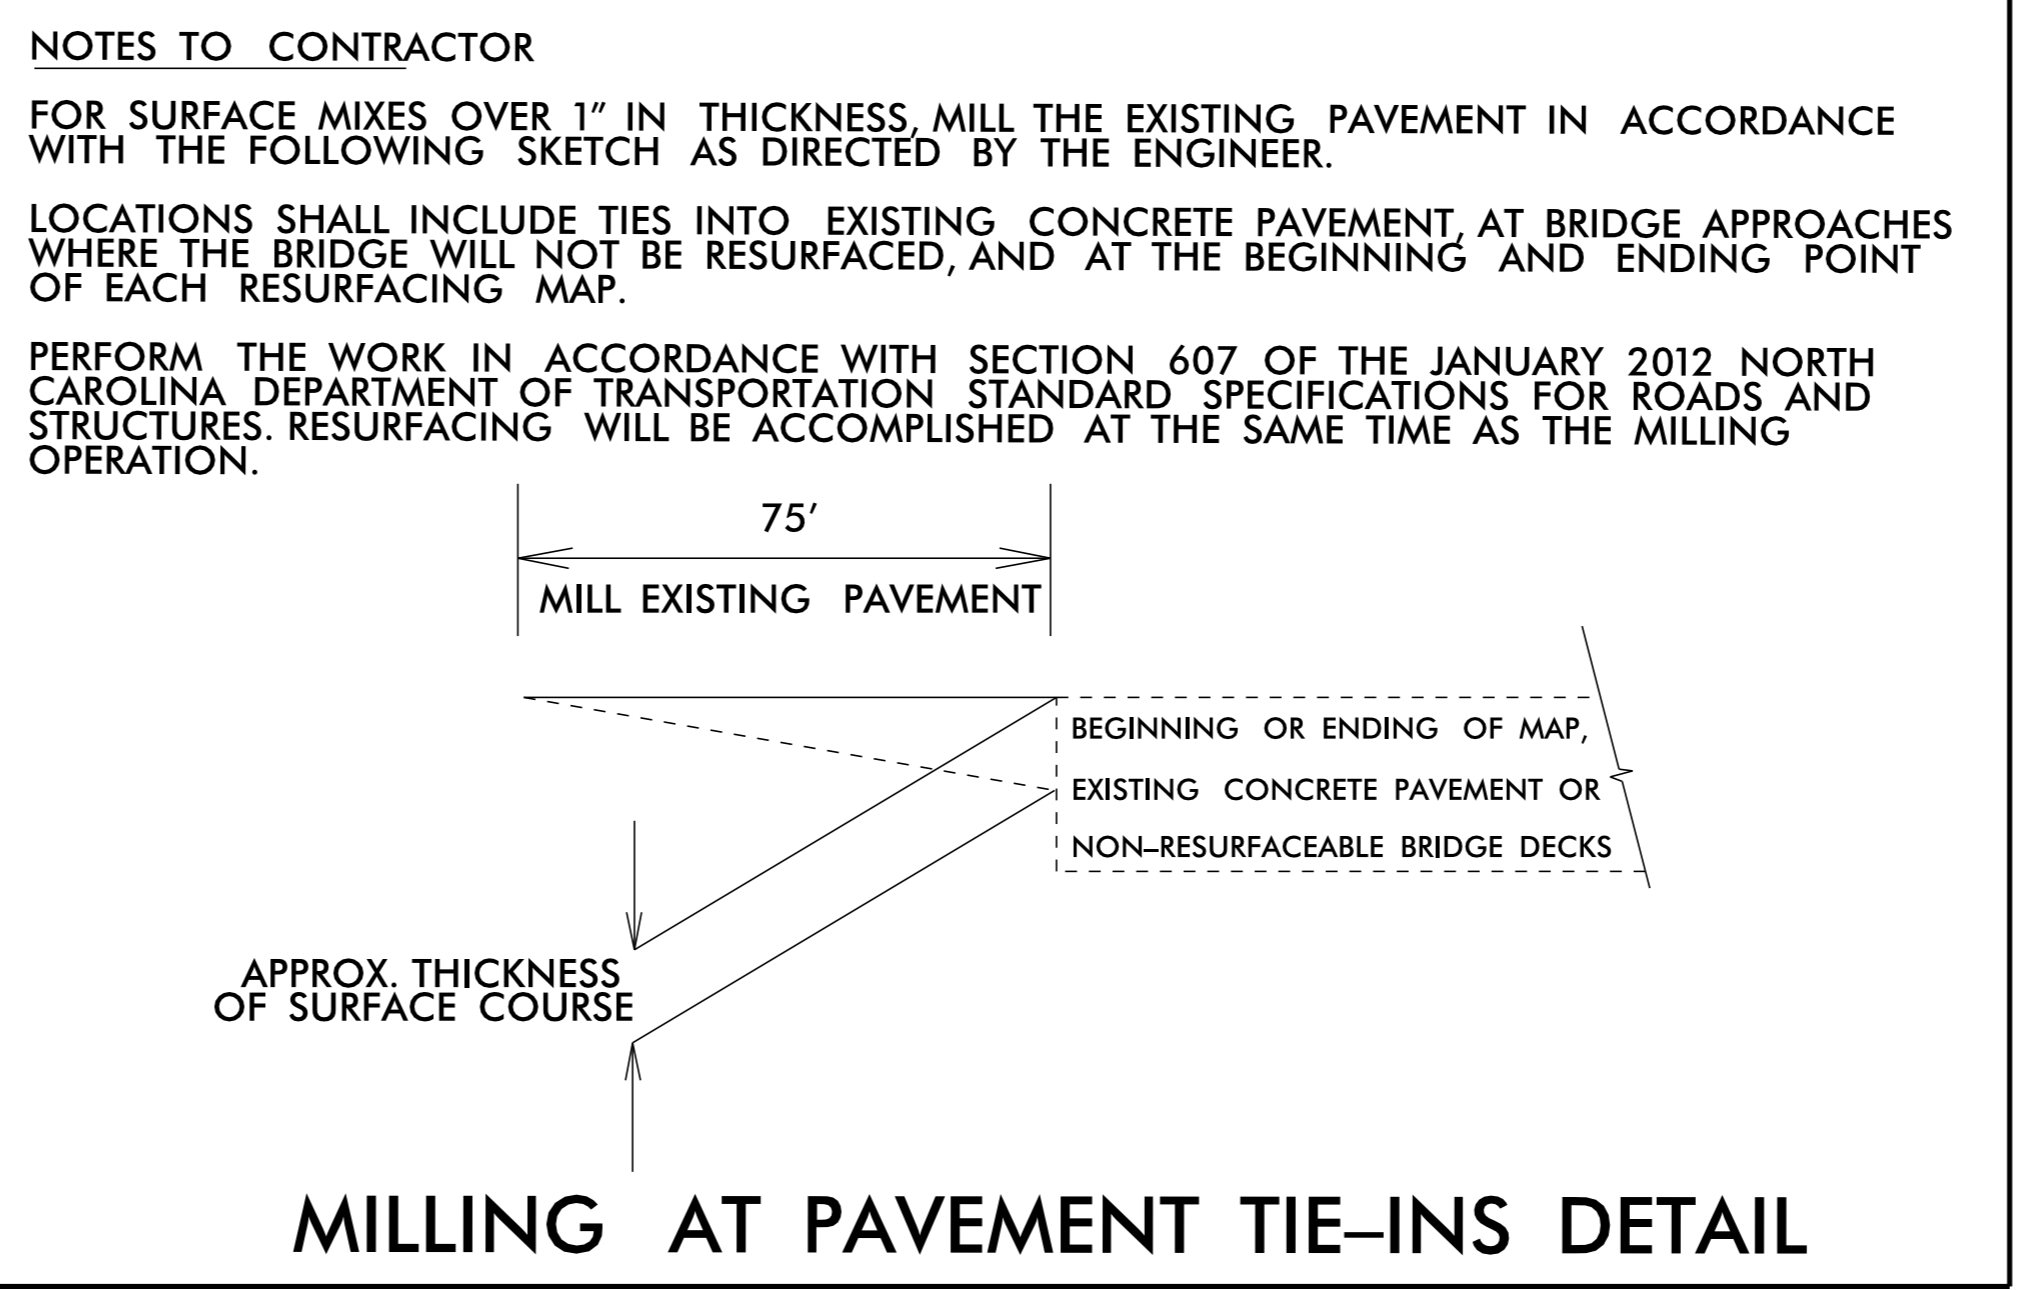 NOTES TO CONTRACTOR
FOR SURFACE MIXES OVER 1" IN THICKNESS, MILL THE EXISTING PAVEMENT IN ACCORDANCE
WITH THE FOLLOWING SKETCH AS DIRECTED BY THE ENGINEER.
LOCATIONS SHALL INCLUDE TIES INTO EXISTING CONCRETE PAVEMENT, AT BRIDGE APPROACHES
WHERE THE BRIDGE WILL NOT BE RESURFACED, AND AT THE BEGINNING AND ENDING POINT
OF EACH RESURFACING MAP.
PERFORM THE WORK IN ACCORDANCE WITH SECTION 607 OF THE JANUARY 2012 NORTH
CAROLINA DEPARTMENT OF TRANSPORTATION STANDARD SPECIFICATIONS FOR ROADS AND
STRUCTURES. RESURFACING WILL BE ACCOMPLISHED AT THE SAME TIME AS THE MILLING
OPERATION.
75'
MILL EXISTING PAVEMENT
BEGINNING OR ENDING OF MAP,
EXISTING CONCRETE PAVEMENT OR
NON-RESURFACEABLE BRIDGE DECKS
APPROX. THICKNESS
OF SURFACE COURSE
MILLING AT PAVEMENT TIE-INS DETAIL